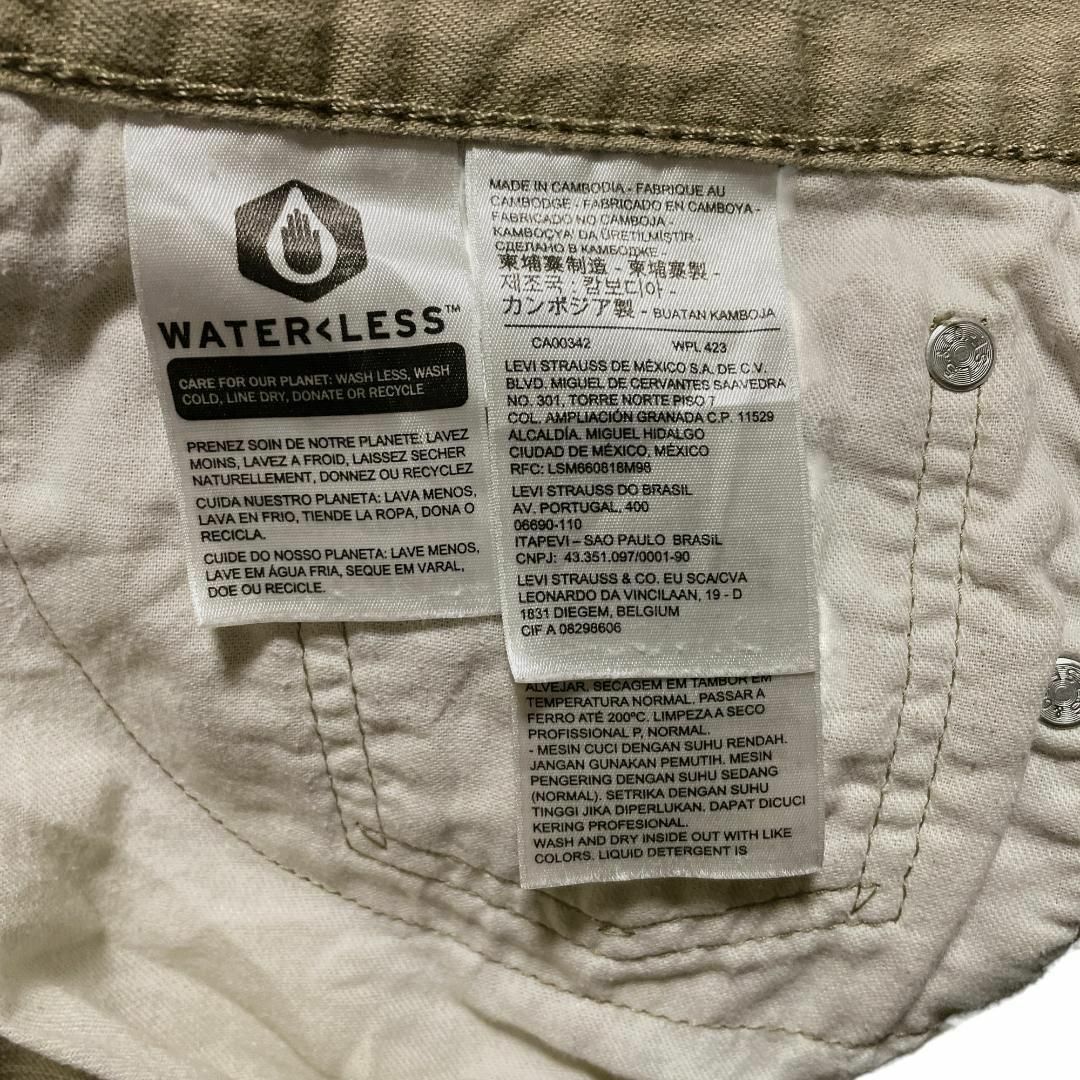 WATER<LESS™
CARE FOR OUR PLANET: WASH LESS, WASH
COLD, LINE DRY, DONATE OR RECYCLE
PRENEZ SOIN DE NOTRE PLANETE: LAVEZ
MOINS, LAVEZ A FROID, LAISSEZ SECHER
NATURELLEMENT, DONNEZ OU RECYCLEZ
CUIDA NUESTRO PLANETA: LAVA MENOS,
LAVA EN FRIO, TIENDE LA ROPA, DONA O
RECICLA.
CUIDE DO NOSSO PLANETA: LAVE MENOS,
LAVE EM ÁGUA FRIA, SEQUE EM VARAL,
DOE OU RECICLE.
MADE IN CAMBODIA - FABRIQUE AU
CAMBODGE - FABRICADO EN CAMBOYA -
FABRICADO NO CAMBOJA -
KAMBOÇYA' DA ÜRETİLMİŞTİR -
СДЕЛАНО В КАМБОДЖЕ
柬埔寨制造 - 柬埔寨製 -
제조국 : 캄보디아 -
カンボジア製 - BUATAN KAMBOJA
CA00342 WPL 423
LEVI STRAUSS DE MÉXICO S.A. DE C.V.
BLVD. MIGUEL DE CERVANTES SAAVEDRA
NO. 301, TORRE NORTE PISO 7
COL. AMPLIACIÓN GRANADA C.P. 11529
ALCALDÍA. MIGUEL HIDALGO
CIUDAD DE MÉXICO, MÉXICO
RFC: LSM660818M98
LEVI STRAUSS DO BRASIL
AV. PORTUGAL, 400
06690-110
ITAPEVI – SAO PAULO BRASIL
CNPJ: 43.351.097/0001-90
LEVI STRAUSS & CO. EU SCA/CVA
LEONARDO DA VINCILAAN, 19 - D
1831 DIEGEM, BELGIUM
CIF A 08298606
ALVEJAR. SECAGEM EM TAMBOR EM
TEMPERATURA NORMAL. PASSAR A
FERRO ATÉ 200ºC. LIMPEZA A SECO
PROFISSIONAL P, NORMAL.
- MESIN CUCI DENGAN SUHU RENDAH.
JANGAN GUNAKAN PEMUTIH. MESIN
PENGERING DENGAN SUHU SEDANG
(NORMAL). SETRIKA DENGAN SUHU
TINGGI JIKA DIPERLUKAN. DAPAT DICUCI
KERING PROFESIONAL.
WASH AND DRY INSIDE OUT WITH LIKE
COLORS. LIQUID DETERGENT IS